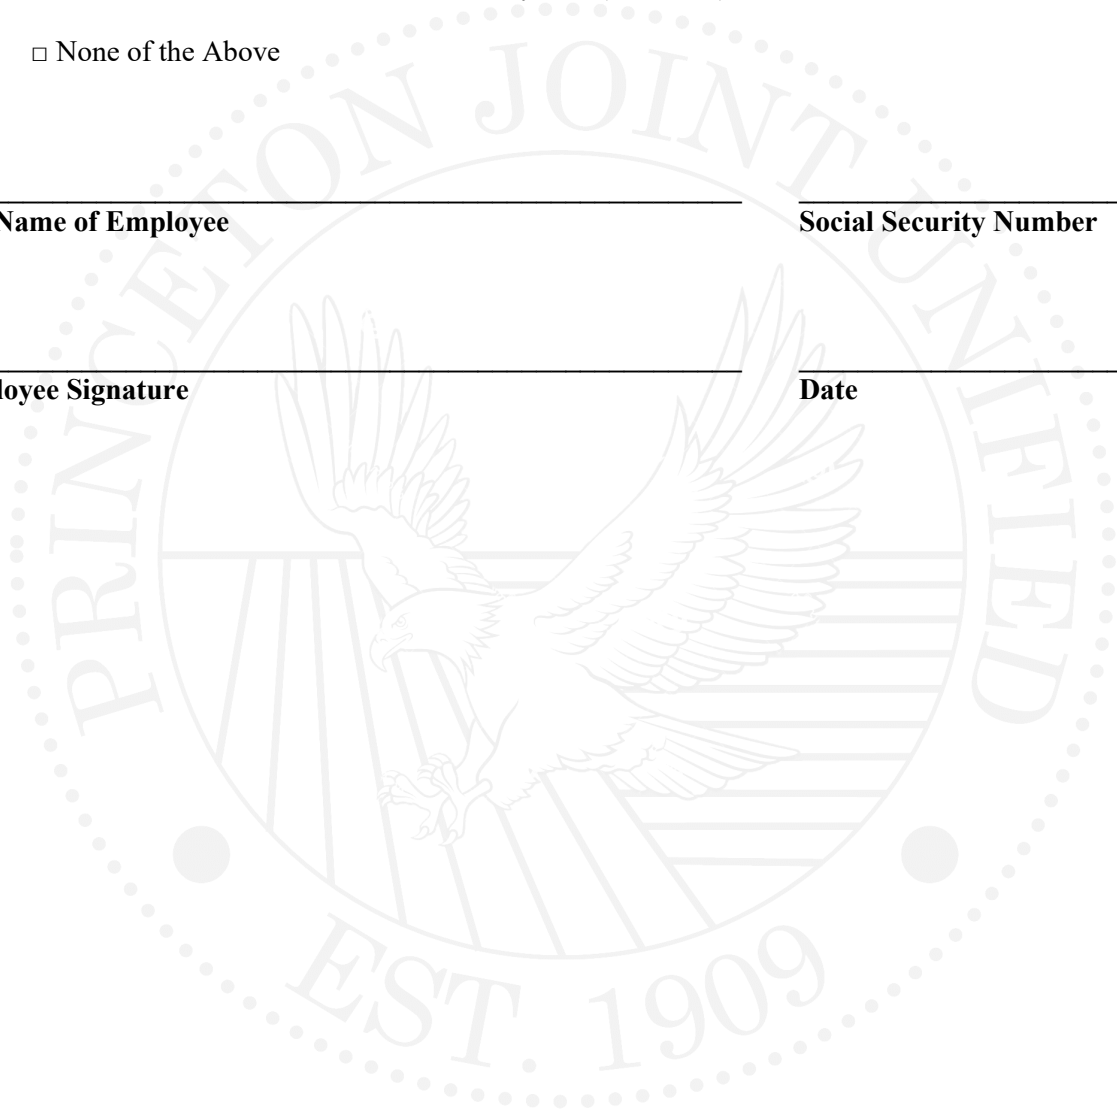 □ None of the Above
Name of Employee Social Security Number
loyee Signature Date
PRINCETON JOINT UNIFIED
EST. 1909